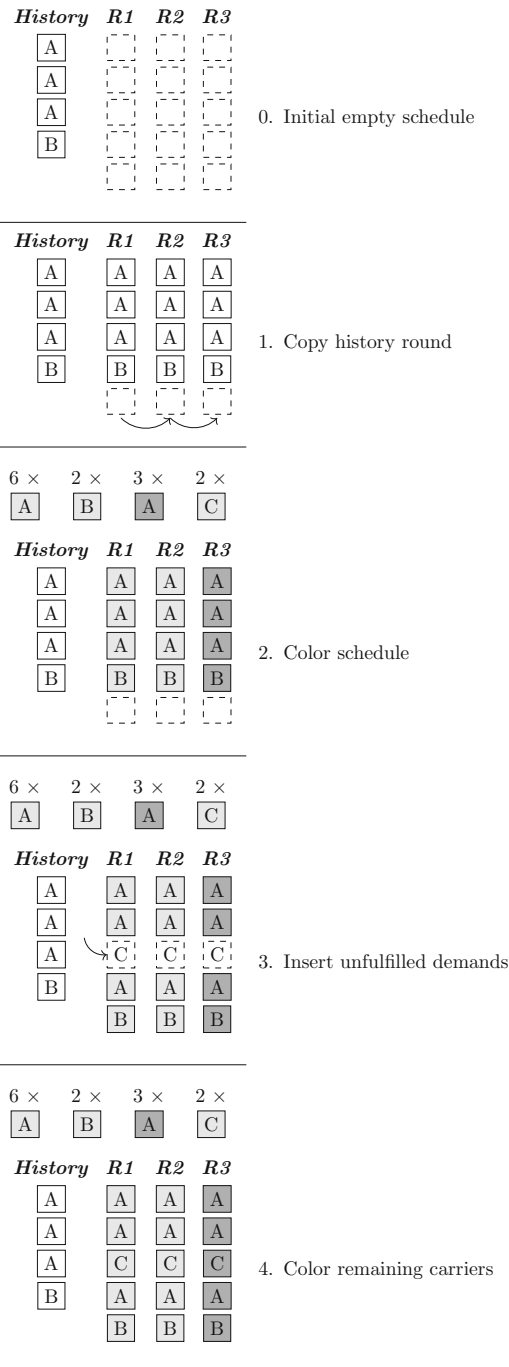 History R1 R2 R3
A
A
A
B
0. Initial empty schedule
History R1 R2 R3
A A A A
A A A A
A A A A
B B B B
1. Copy history round
6 × 2 × 3 × 2 ×
A B A C
History R1 R2 R3
A A A A
A A A A
A A A A
B B B B
2. Color schedule
6 × 2 × 3 × 2 ×
A B A C
History R1 R2 R3
A A A A
A A A A
A C C C
B A A A
B B B
3. Insert unfulfilled demands
6 × 2 × 3 × 2 ×
A B A C
History R1 R2 R3
A A A A
A A A A
A C C C
B A A A
B B B
4. Color remaining carriers